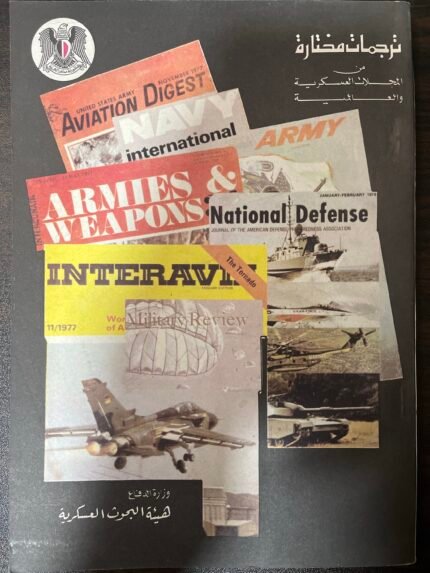 ترجمات مختارة
من
المجلات العسكرية
والعالمية
UNITED STATES ARMY
NOVEMBER 1977
AVIATION DIGEST
NAVY
international
ARMY
ARMIES &
WEAPONS
JANUARY-FEBRUARY 1978
National Defense
JOURNAL OF THE AMERICAN DEFENSE PREPAREDNESS ASSOCIATION
INTERAVIA
The Tornado
11/1977
Military Review
وزارة الدفاع
هيئة البحوث العسكرية